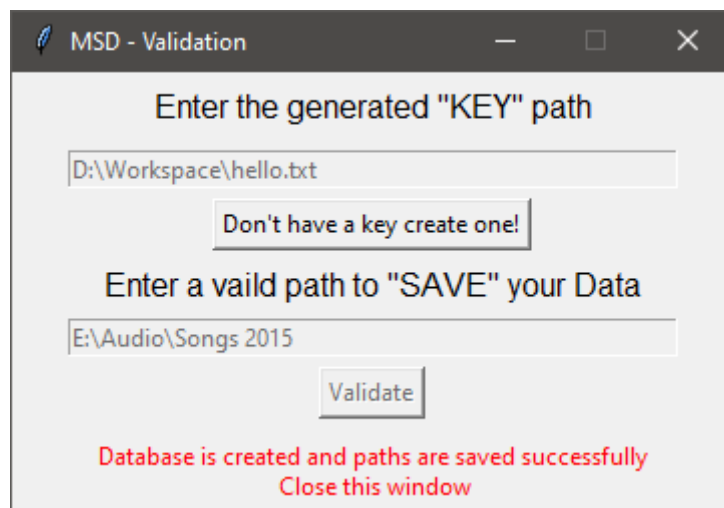 MSD - Validation
Enter the generated "KEY" path
D:\Workspace\hello.txt
Don't have a key create one!
Enter a vaild path to "SAVE" your Data
E:\Audio\Songs 2015
Validate
Database is created and paths are saved successfully
Close this window